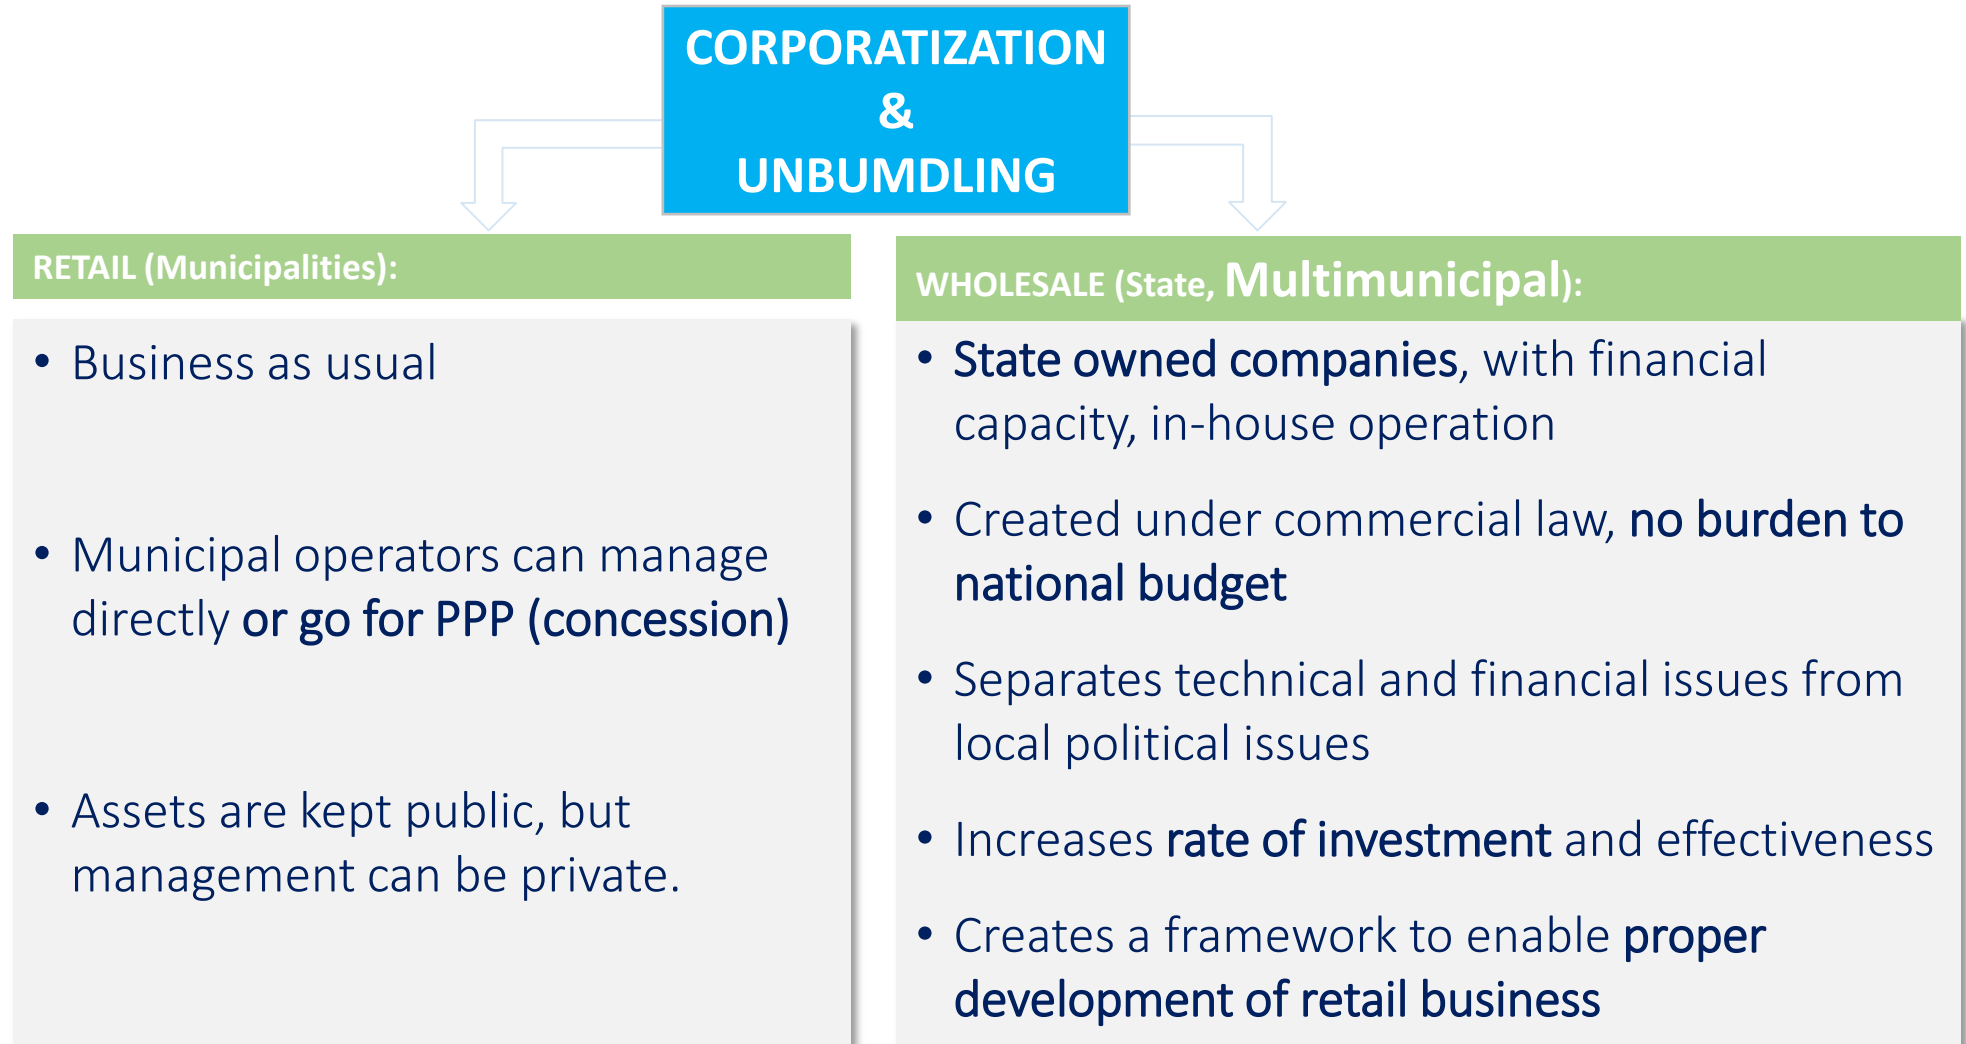 CORPORATIZATION
&
UNBUMDLING
RETAIL (Municipalities):
• Business as usual
• Municipal operators can manage
directly or go for PPP (concession)
• Assets are kept public, but
management can be private.
WHOLESALE (State, Multimunicipal):
• State owned companies, with financial
capacity, in-house operation
• Created under commercial law, no burden to
national budget
• Separates technical and financial issues from
local political issues
• Increases rate of investment and effectiveness
• Creates a framework to enable proper
development of retail business